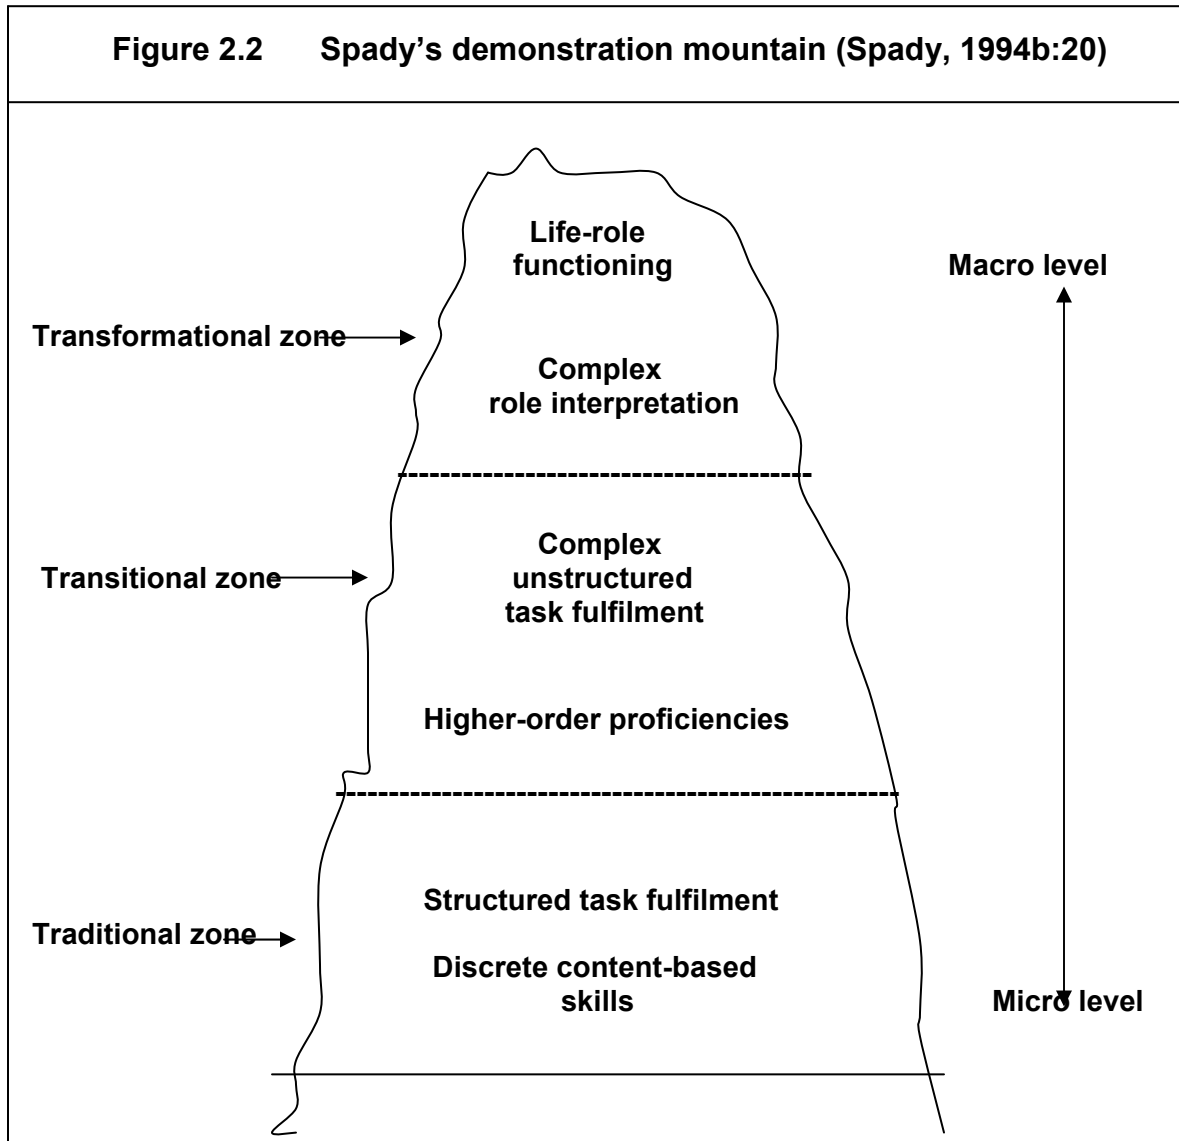 Figure 2.2 Spady’s demonstration mountain (Spady, 1994b:20)
Life-role
functioning
Macro level
Transformational zone
Complex
role interpretation
Complex
unstructured
task fulfilment
Transitional zone
Higher-order proficiencies
Structured task fulfilment
Traditional zone
Discrete content-based
skills
Micro level